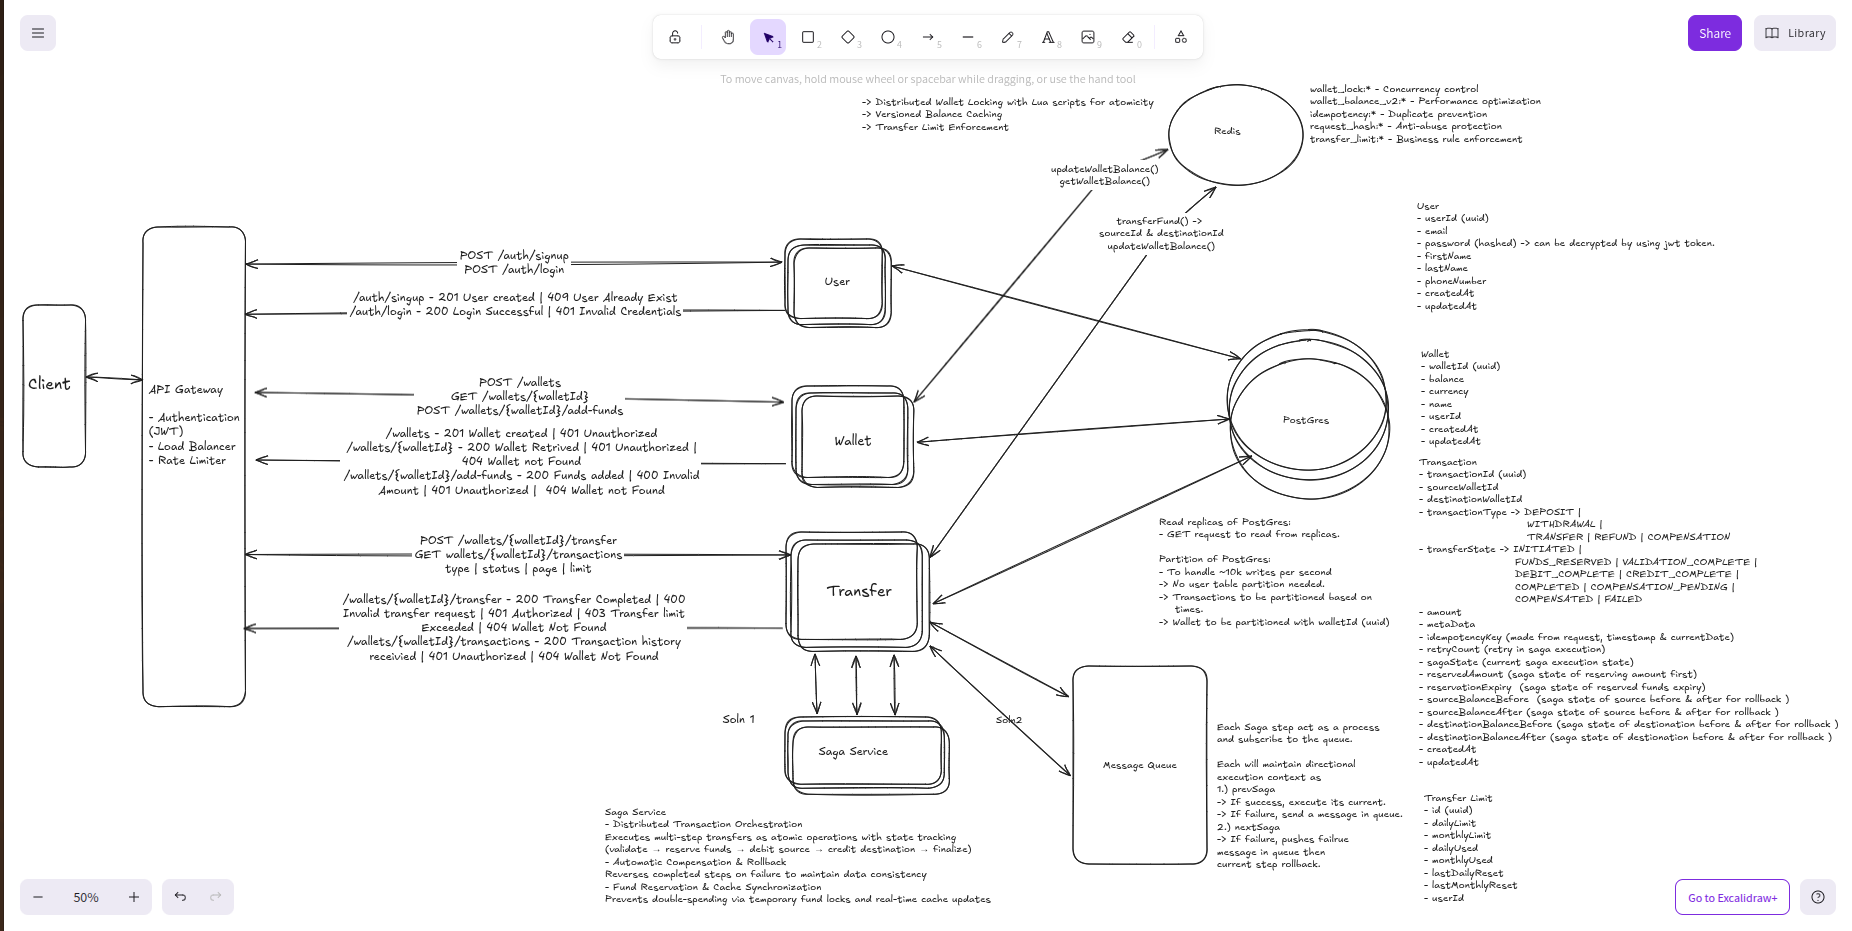 1
2
3
4
5
6
7
8
9
0
Share
Library
To move canvas, hold mouse wheel or spacebar while dragging, or use the hand tool
-> Distributed Wallet Locking with Lua scripts for atomicity
-> Versioned Balance Caching
-> Transfer Limit Enforcement
Redis
wallet_lock:* - Concurrency control
wallet_balance_v2:* - Performance optimization
idempotency:* - Duplicate prevention
request_hash:* - Anti-abuse protection
transfer_limit:* - Business rule enforcement
updateWalletBalance()
getWalletBalance()
transferFund() ->
sourceId & destinationId
updateWalletBalance()
Client
API Gateway
- Authentication
(JWT)
- Load Balancer
- Rate Limiter
POST /auth/signup
POST /auth/login
/auth/singup - 201 User created | 409 User Already Exist
/auth/login - 200 Login Successful | 401 Invalid Credentials
User
POST /wallets
GET /wallets/{walletId}
POST /wallets/{walletId}/add-funds
/wallets - 201 Wallet created | 401 Unauthorized
/wallets/{walletId} - 200 Wallet Retrived | 401 Unauthorized |
404 Wallet not Found
/wallets/{walletId}/add-funds - 200 Funds added | 400 Invalid
Amount | 401 Unauthorized | 404 Wallet not Found
Wallet
POST /wallets/{walletId}/transfer
GET wallets/{walletId}/transactions
type | status | page | limit
/wallets/{walletId}/transfer - 200 Transfer Completed | 400
Invalid transfer request | 401 Authorized | 403 Transfer limit
Exceeded | 404 Wallet Not Found
/wallets/{walletId}/transactions - 200 Transaction history
receivied | 401 Unauthorized | 404 Wallet Not Found
Transfer
Soln 1
Saga Service
Soln2
Saga Service
- Distributed Transaction Orchestration
Executes multi-step transfers as atomic operations with state tracking
(validate → reserve funds → debit source → credit destination → finalize)
- Automatic Compensation & Rollback
Reverses completed steps on failure to maintain data consistency
- Fund Reservation & Cache Synchronization
Prevents double-spending via temporary fund locks and real-time cache updates
PostGres
Read replicas of PostGres:
- GET request to read from replicas.
Partition of PostGres:
- To handle ~10k writes per second
-> No user table partition needed.
-> Transactions to be partitioned based on
times.
-> Wallet to be partitioned with walletId (uuid)
Message Queue
Each Saga step act as a process
and subscribe to the queue.
Each will maintain directional
execution context as
1.) prevSaga
-> If success, execute its current.
-> If failure, send a message in queue.
2.) nextSaga
-> If failure, pushes failrue
message in queue then
current step rollback.
User
- userId (uuid)
- email
- password (hashed) -> can be decrypted by using jwt token.
- firstName
- lastName
- phoneNumber
- createdAt
- updatedAt
Wallet
- walletId (uuid)
- balance
- currency
- name
- userId
- createdAt
- updatedAt
Transaction
- transactionId (uuid)
- sourceWalletId
- destinationWalletId
- transactionType -> DEPOSIT |
WITHDRAWAL |
TRANSFER | REFUND | COMPENSATION
- transferState -> INITIATED |
FUNDS_RESERVED | VALIDATION_COMPLETE |
DEBIT_COMPLETE | CREDIT_COMPLETE |
COMPLETED | COMPENSATION_PENDING |
COMPENSATED | FAILED
- amount
- metaData
- idempotencyKey (made from request, timestamp & currentDate)
- retryCount (retry in saga execution)
- sagaState (current saga execution state)
- reservedAmount (saga state of reserving amount first)
- reservationExpiry (saga state of reserved funds expiry)
- sourceBalanceBefore (saga state of source before & after for rollback )
- sourceBalanceAfter (saga state of source before & after for rollback )
- destinationBalanceBefore (saga state of destionation before & after for rollback )
- destinationBalanceAfter (saga state of destionation before & after for rollback )
- createdAt
- updatedAt
Transfer Limit
- id (uuid)
- dailyLimit
- monthlyLimit
- dailyUsed
- monthlyUsed
- lastDailyReset
- lastMonthlyReset
- userId
50%
Go to Excalidraw+